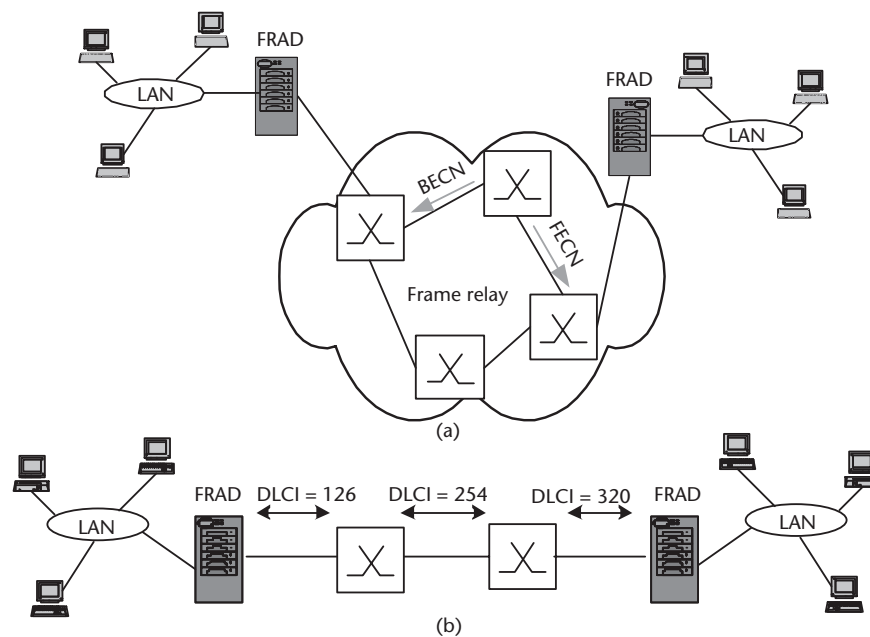 FRAD
LAN
FRAD
LAN
BECN
FECN
Frame relay
(a)
FRAD
DLCI = 126
DLCI = 254
DLCI = 320
FRAD
LAN
LAN
(b)